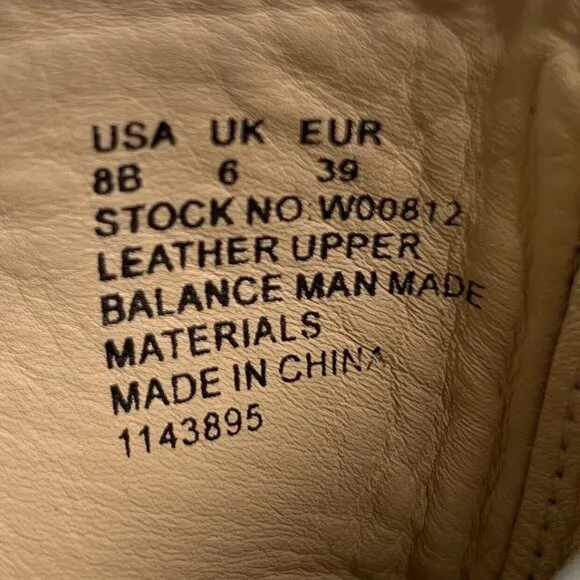 USA UK EUR
8B 6 39
STOCK NO. W00812
LEATHER UPPER
BALANCE MAN MADE
MATERIALS
MADE IN CHINA
1143895